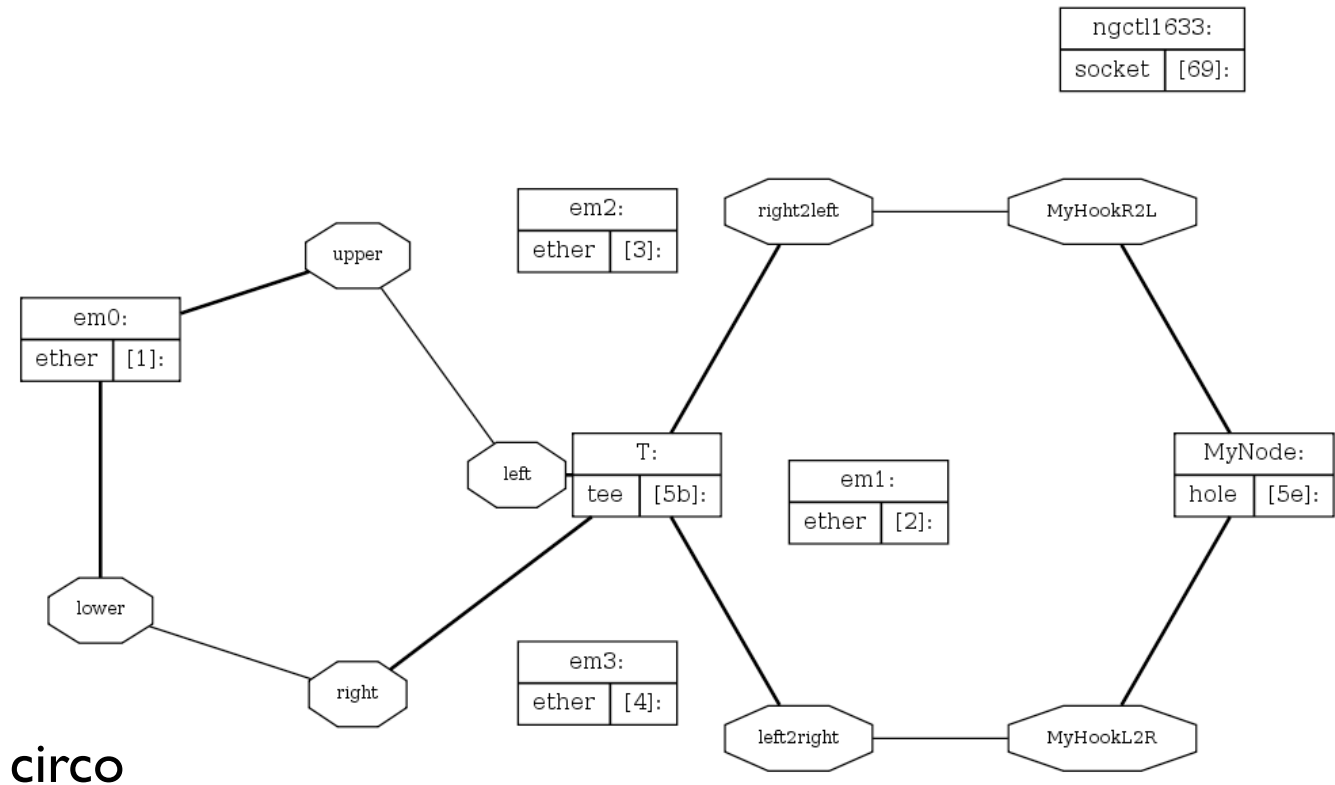 ngctl1633:
socket [69]:
em2:
ether [3]:
right2left
MyHookR2L
upper
em0:
ether [1]:
left
T:
tee [5b]:
em1:
ether [2]:
MyNode:
hole [5e]:
lower
right
em3:
ether [4]:
left2right
MyHookL2R
circo